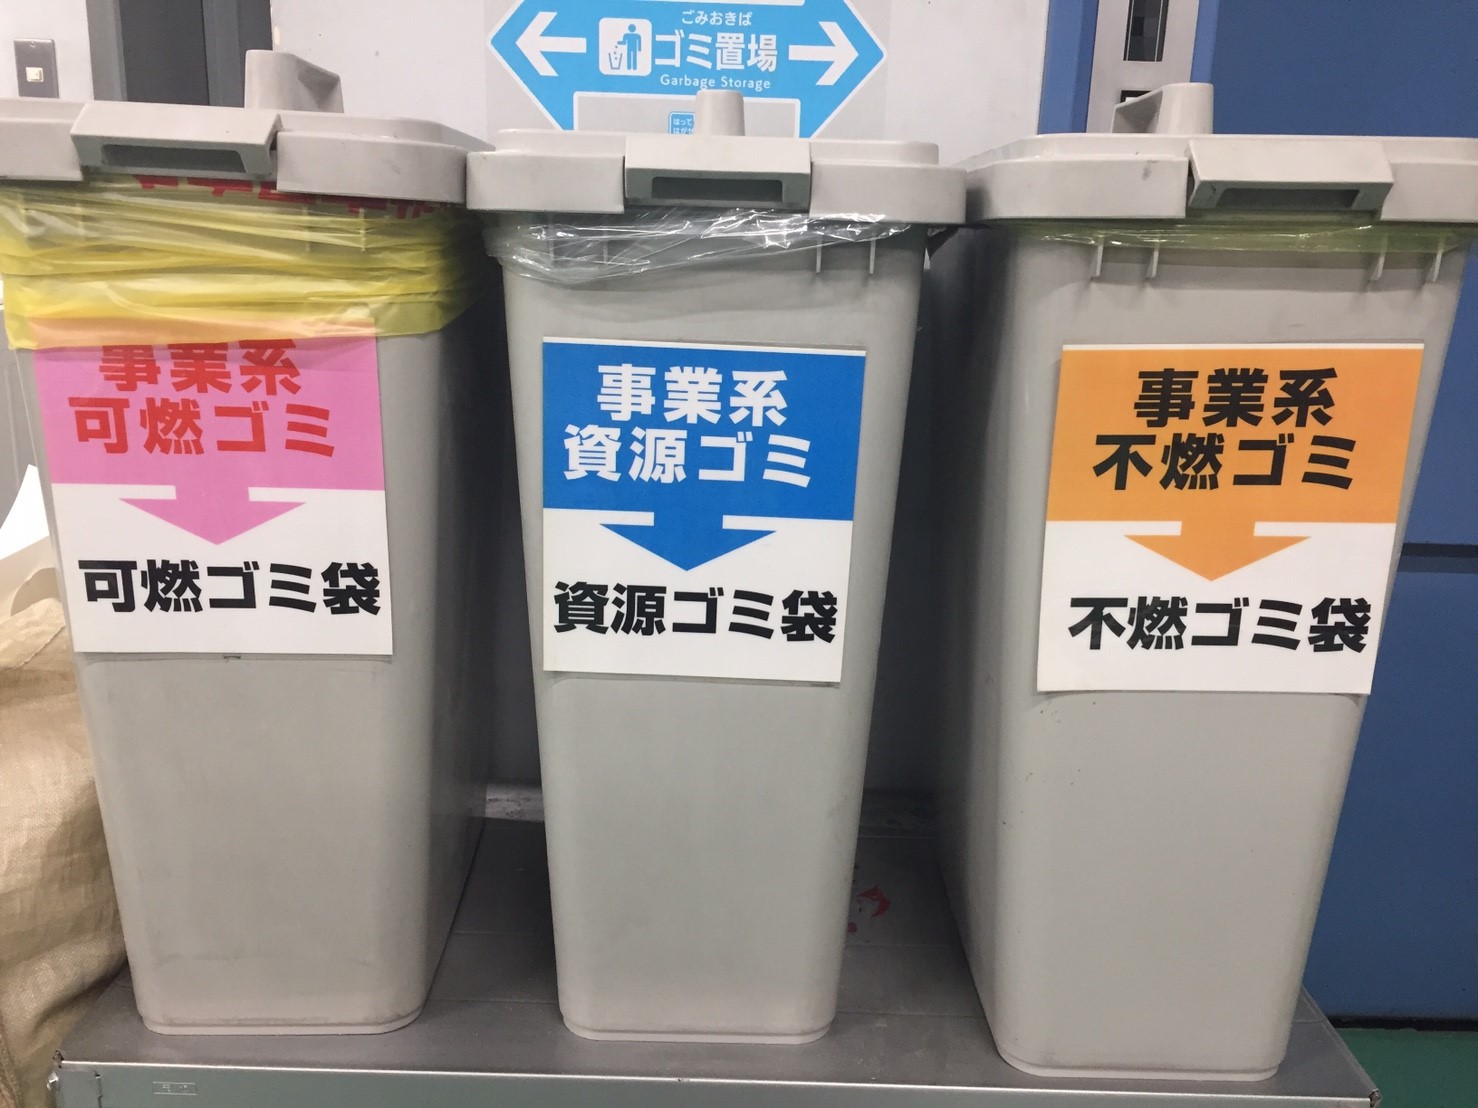 ごみおきば
ゴミ置場
Garbage Storage
事業系
可燃ゴミ
可燃ゴミ袋
事業系
資源ゴミ
資源ゴミ袋
事業系
不燃ゴミ
不燃ゴミ袋